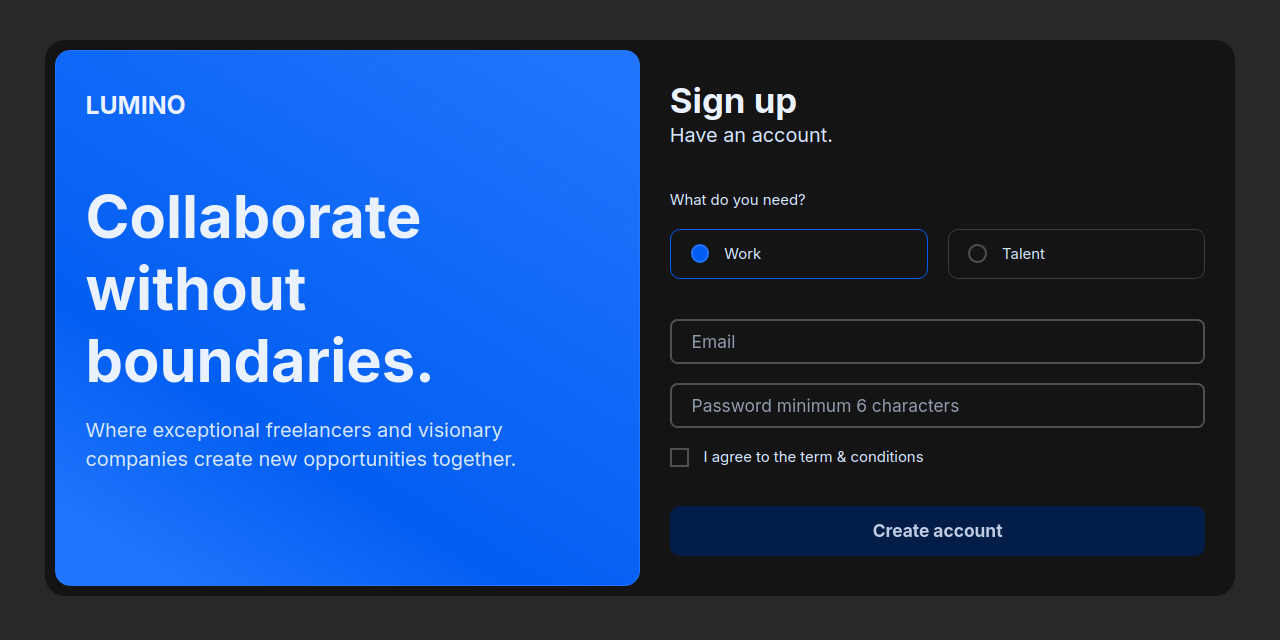 LUMINO
Collaborate
without
boundaries.
Where exceptional freelancers and visionary
companies create new opportunities together.
Sign up
Have an account.
What do you need?
Work
Talent
Email
Password minimum 6 characters
I agree to the term & conditions
Create account